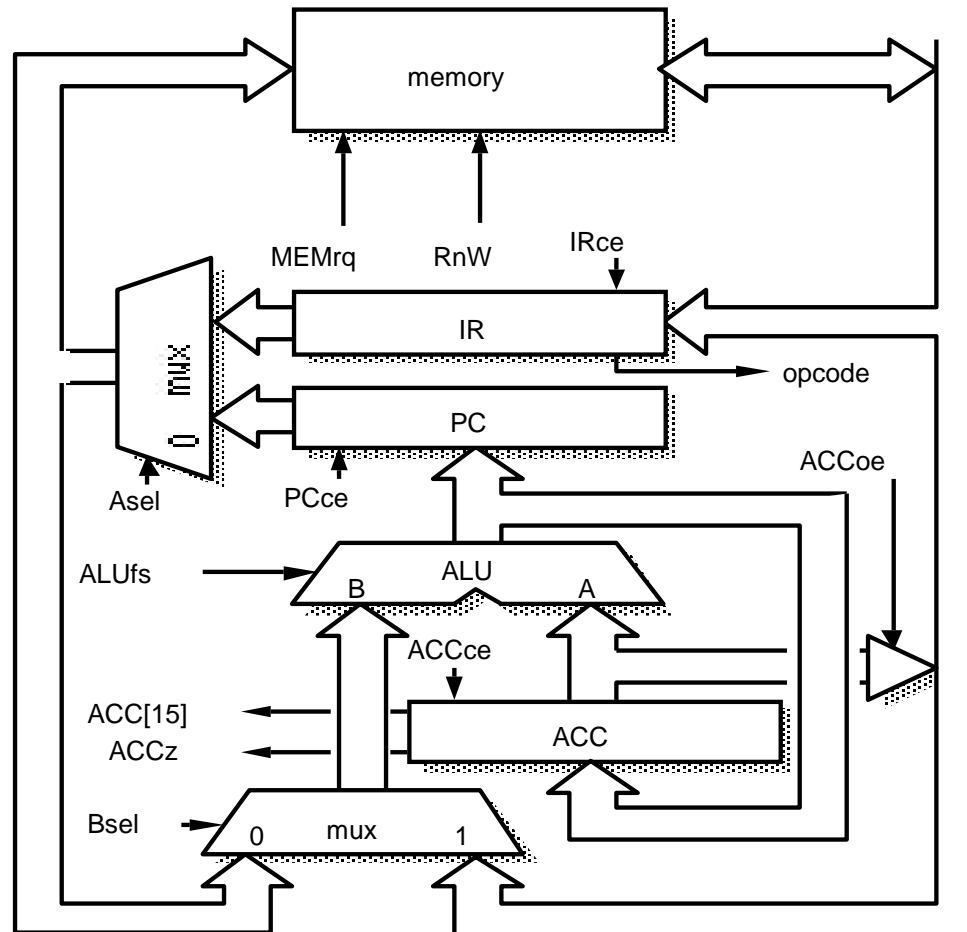 memory
MEMrq
RnW
IRce
IR
mux
opcode
PC
0
ACCoe
Asel
PCce
ALUfs
ALU
B
A
ACCce
ACC[15]
ACC
ACCz
Bsel
0
mux
1